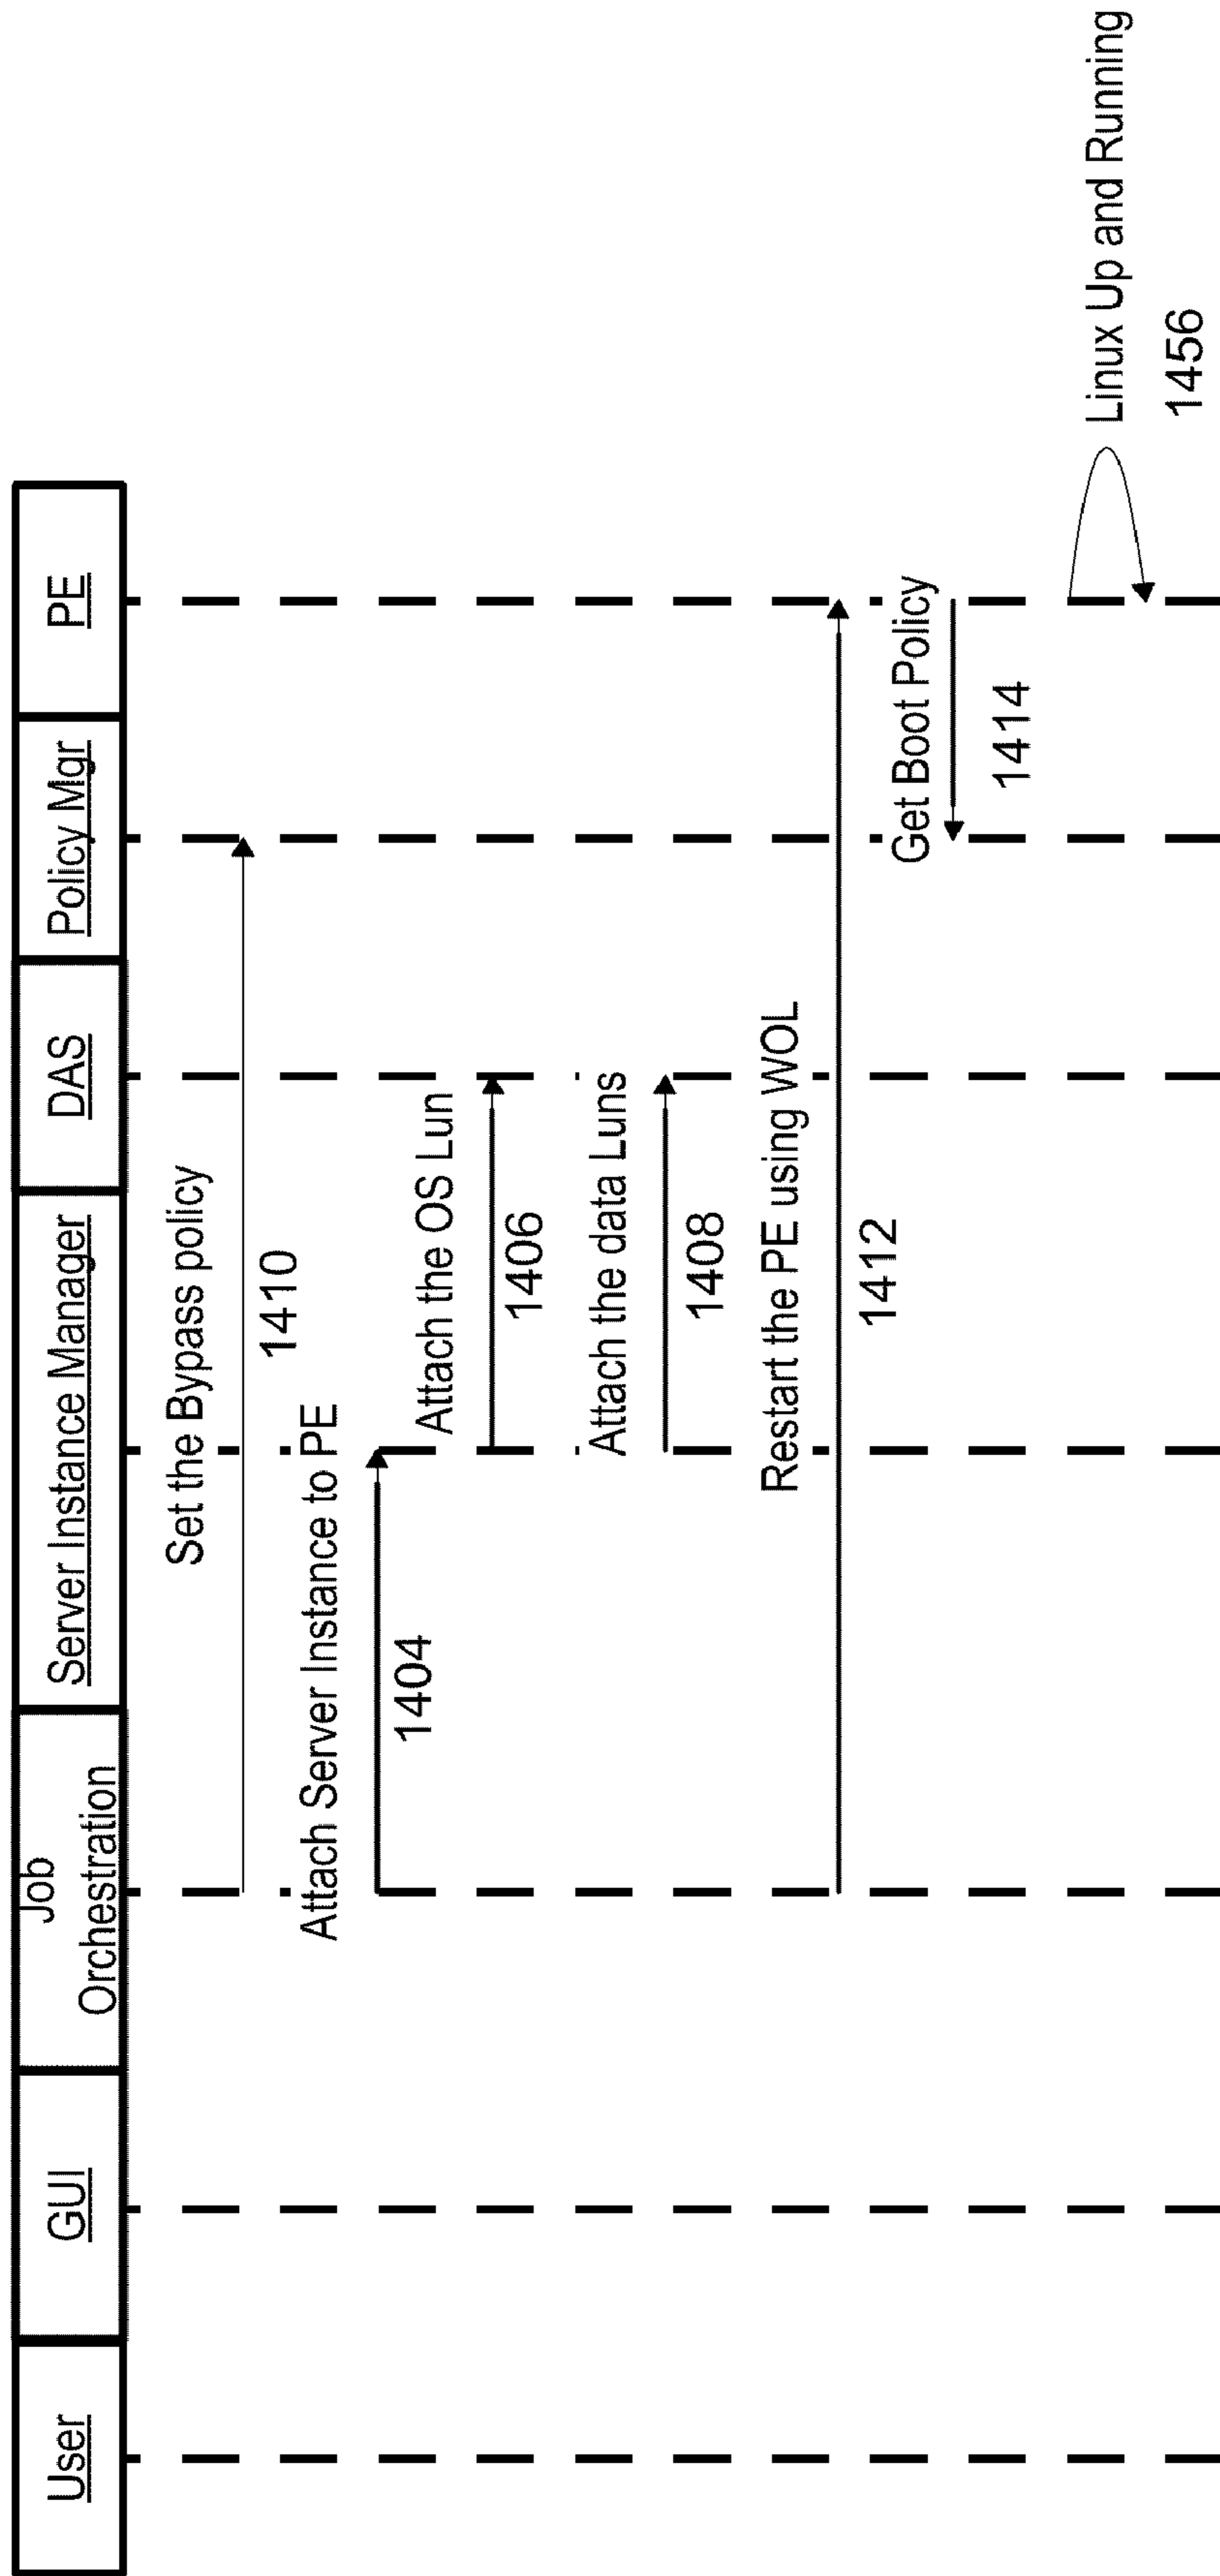 User
GUI
Job
Orchestration
Server Instance Manager
DAS
Policy Mgr
PE
Set the Bypass policy
1410
Attach Server Instance to PE
1404
Attach the OS Lun
1406
Attach the data Luns
1408
Restart the PE using WOL
1412
Get Boot Policy
1414
Linux Up and Running
1456